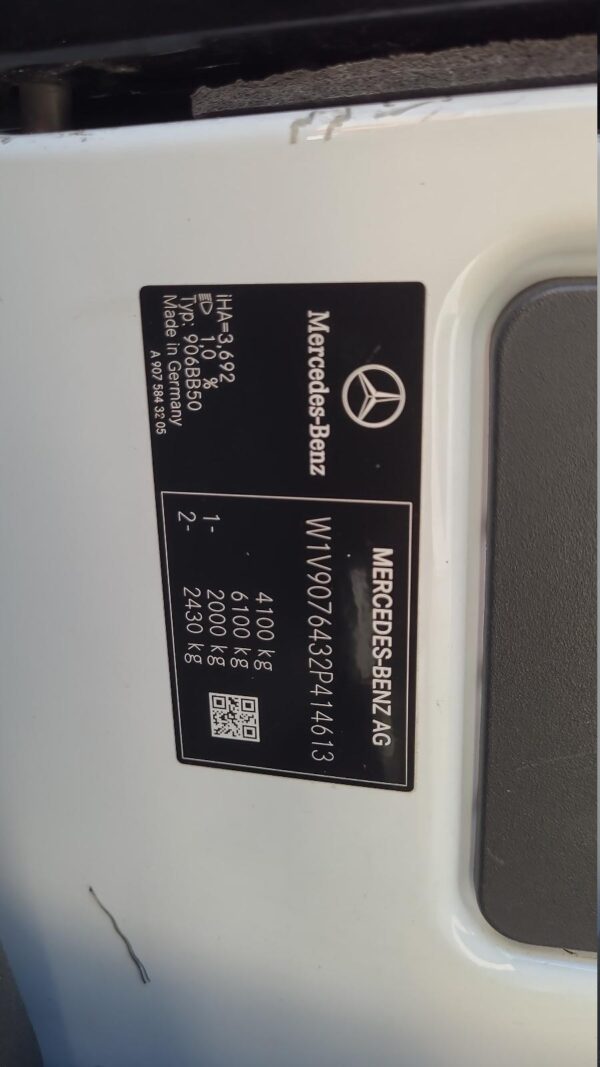 Mercedes-Benz
iHA=3,692
1,0 %
Typ: 906BB50
Made in Germany
A 907 584 32 05
MERCEDES-BENZ AG
W1V9076432P414613
4100 kg
6100 kg
1- 2000 kg
2- 2430 kg